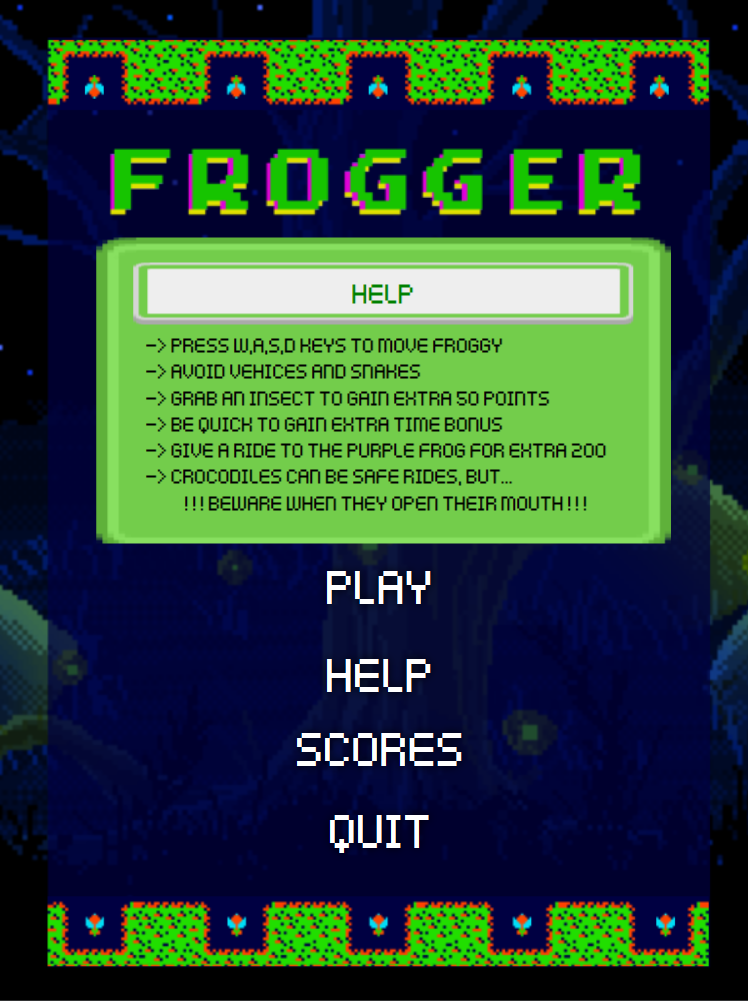 FROGGER
HELP
-> PRESS W,A,S,D KEYS TO MOVE FROGGY
-> AVOID VEHICES AND SNAKES
-> GRAB AN INSECT TO GAIN EXTRA 50 POINTS
-> BE QUICK TO GAIN EXTRA TIME BONUS
-> GIVE A RIDE TO THE PURPLE FROG FOR EXTRA 200
-> CROCODILES CAN BE SAFE RIDES, BUT...
!!! BEWARE WHEN THEY OPEN THEIR MOUTH !!!
PLAY
HELP
SCORES
QUIT